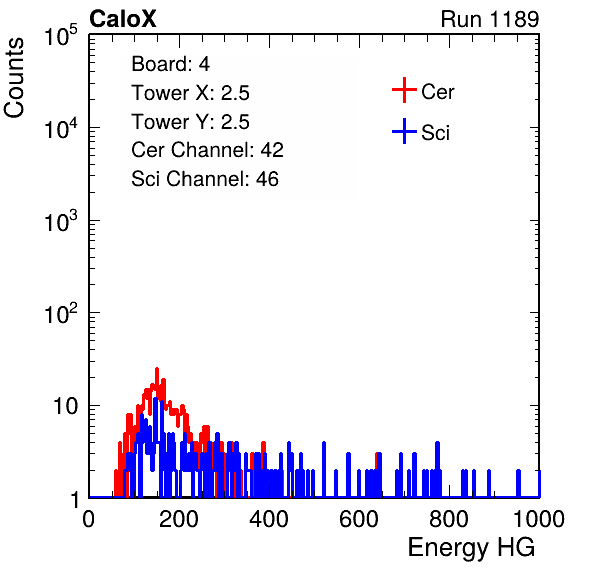 CaloX Run 1189
Counts
10^5
10^4
10^3
10^2
10
1
Board: 4
Tower X: 2.5
Tower Y: 2.5
Cer Channel: 42
Sci Channel: 46
Cer
Sci
0 200 400 600 800 1000
Energy HG